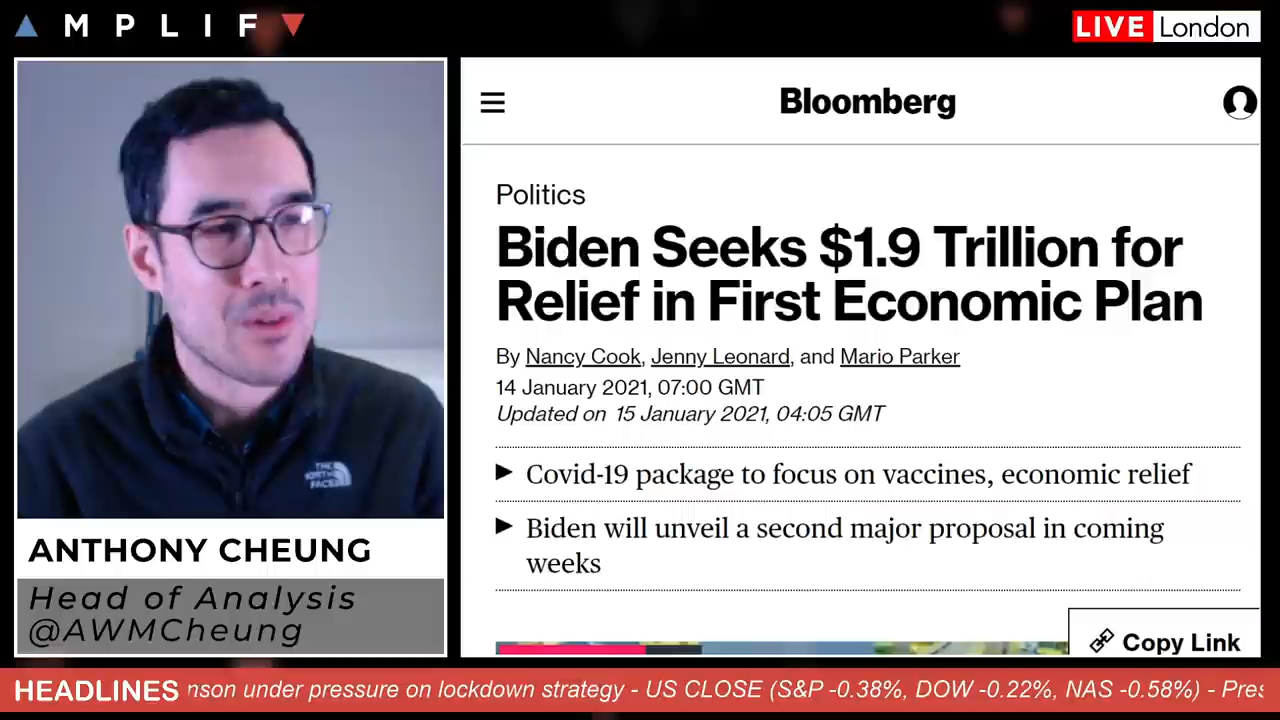 MPLIF
LIVE London
THE
NORTH
FACE
ANTHONY CHEUNG
Head of Analysis
@AWMCheung
Bloomberg
Politics
Biden Seeks $1.9 Trillion for
Relief in First Economic Plan
By Nancy Cook, Jenny Leonard, and Mario Parker
14 January 2021, 07:00 GMT
Updated on 15 January 2021, 04:05 GMT
Covid-19 package to focus on vaccines, economic relief
Biden will unveil a second major proposal in coming
weeks
Copy Link
HEADLINES nson under pressure on lockdown strategy - US CLOSE (S&P -0.38%, DOW -0.22%, NAS -0.58%) - Pres